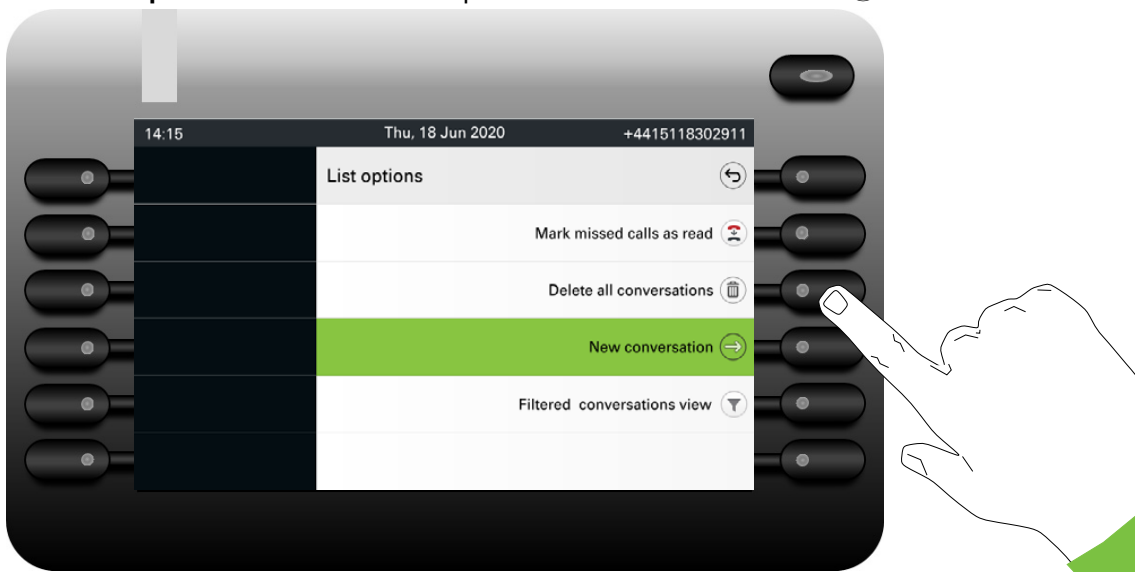 14:15 Thu, 18 Jun 2020 +4415118302911
List options
Mark missed calls as read
Delete all conversations
New conversation
Filtered conversations view